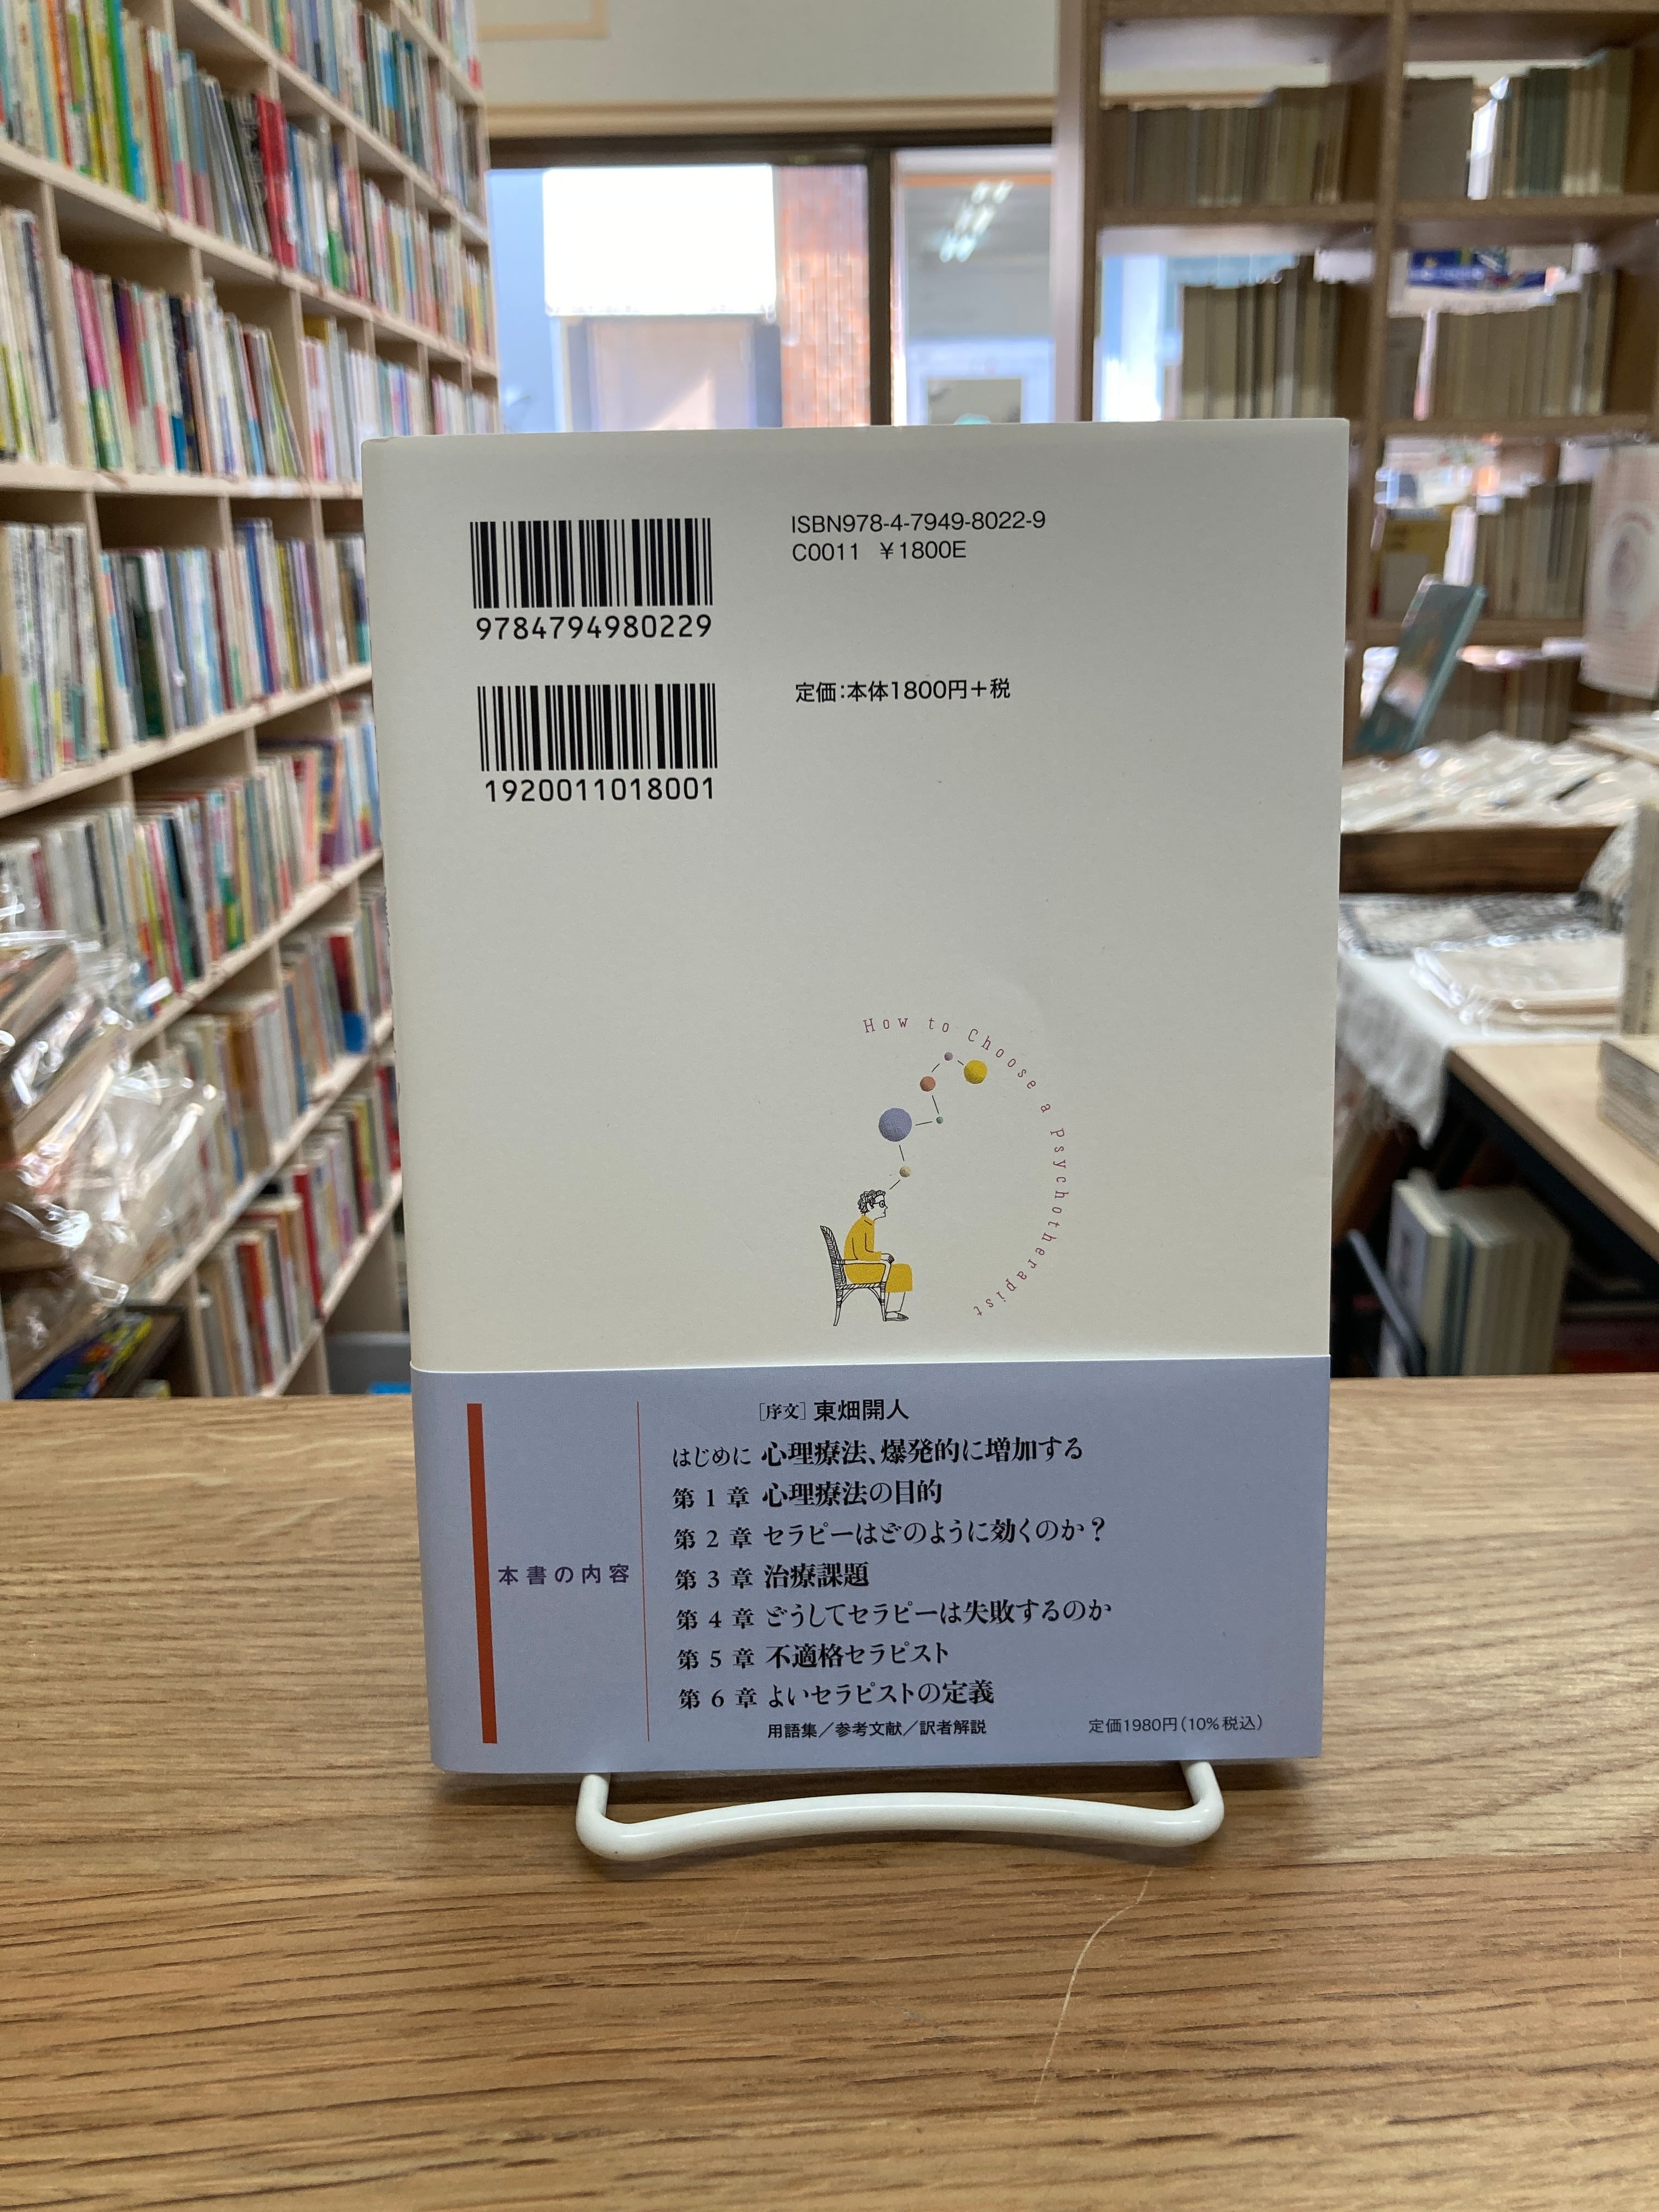 ISBN978-4-7949-8022-9
C0011 ¥1800E
9784794980229
定価:本体1800円+税
1920011018001
How to Choose a Psychotherapist
[序文] 東畑開人
はじめに 心理療法、爆発的に増加する
第1章 心理療法の目的
第2章 セラピーはどのように効くのか?
第3章 治療課題
本書の内容
第4章 どうしてセラピーは失敗するのか
第5章 不適格セラピスト
第6章 よいセラピストの定義
用語集/参考文献/訳者解説
定価1980円(10%税込)